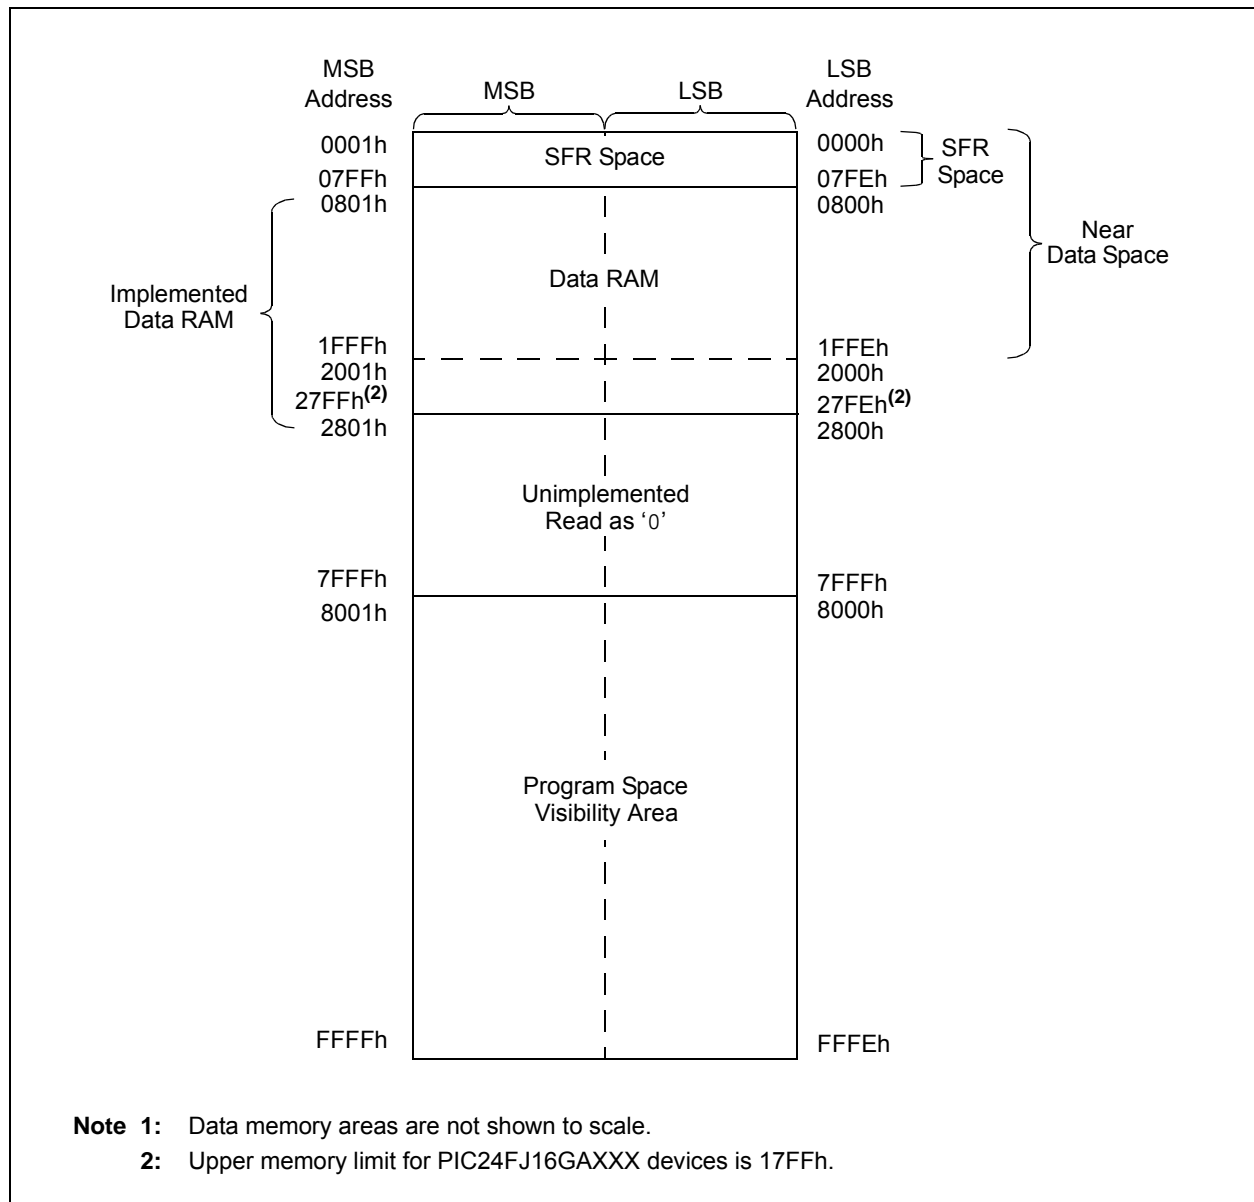 MSB
Address
MSB
LSB
LSB
Address
0001h
SFR Space
0000h
SFR
Space
07FFh
07FEh
0801h
0800h
Near
Data Space
Implemented
Data RAM
Data RAM
1FFFh
1FFEh
2001h
2000h
27FFh(2)
27FEh(2)
2801h
2800h
Unimplemented
Read as ‘0’
7FFFh
7FFFh
8001h
8000h
Program Space
Visibility Area
FFFFh
FFFEh
Note 1: Data memory areas are not shown to scale.
2: Upper memory limit for PIC24FJ16GAXXX devices is 17FFh.